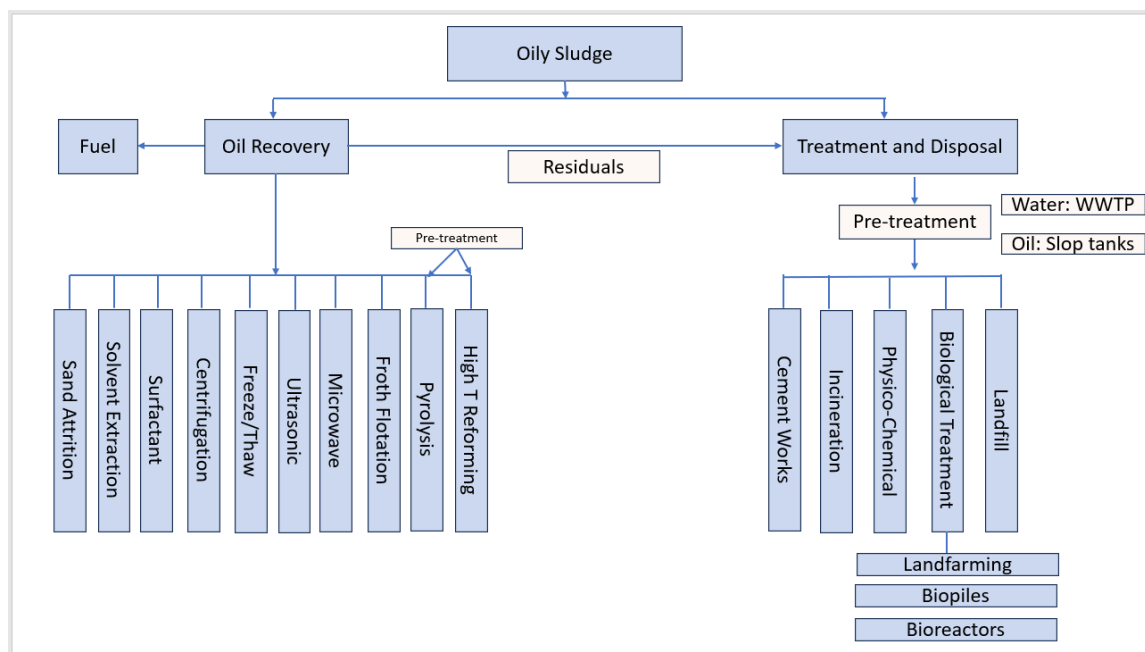 Oily Sludge
Fuel
Oil Recovery
Treatment and Disposal
Residuals
Water: WWTP
Pre-treatment
Oil: Slop tanks
Pre-treatment
Sand Attrition
Solvent Extraction
Surfactant
Centrifugation
Freeze/Thaw
Ultrasonic
Microwave
Froth Flotation
Pyrolysis
High T Reforming
Cement Works
Incineration
Physico-Chemical
Biological Treatment
Landfill
Landfarming
Biopiles
Bioreactors